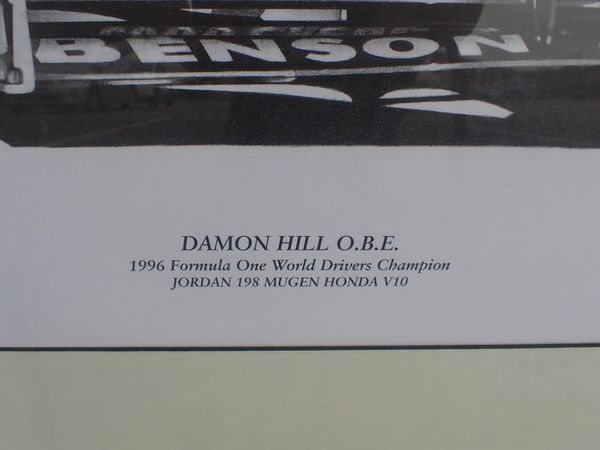 BENSON
DAMON HILL O.B.E.
1996 Formula One World Drivers Champion
JORDAN 198 MUGEN HONDA V10